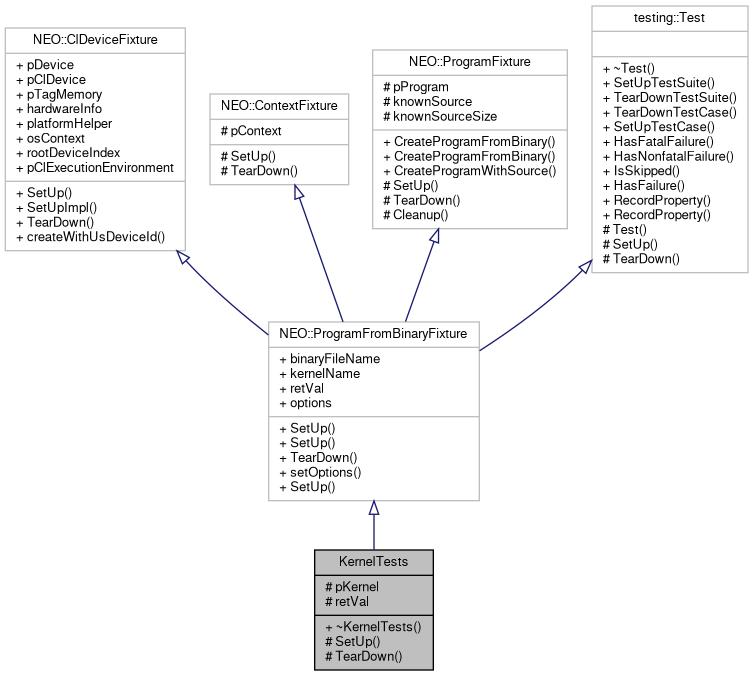 NEO::ClDeviceFixture
+ pDevice
+ pClDevice
+ pTagMemory
+ hardwareInfo
+ platformHelper
+ osContext
+ rootDeviceIndex
+ pClExecutionEnvironment
+ SetUp()
+ SetUpImpl()
+ TearDown()
+ createWithUsDeviceId()
NEO::ContextFixture
# pContext
# SetUp()
# TearDown()
NEO::ProgramFixture
# pProgram
# knownSource
# knownSourceSize
+ CreateProgramFromBinary()
+ CreateProgramFromBinary()
+ CreateProgramWithSource()
# SetUp()
# TearDown()
# Cleanup()
testing::Test
+ ~Test()
+ SetUpTestSuite()
+ TearDownTestSuite()
+ TearDownTestCase()
+ SetUpTestCase()
+ HasFatalFailure()
+ HasNonfatalFailure()
+ IsSkipped()
+ HasFailure()
+ RecordProperty()
+ RecordProperty()
# Test()
# SetUp()
# TearDown()
NEO::ProgramFromBinaryFixture
+ binaryFileName
+ kernelName
+ retVal
+ options
+ SetUp()
+ SetUp()
+ TearDown()
+ setOptions()
+ SetUp()
KernelTests
# pKernel
# retVal
+ ~KernelTests()
# SetUp()
# TearDown()